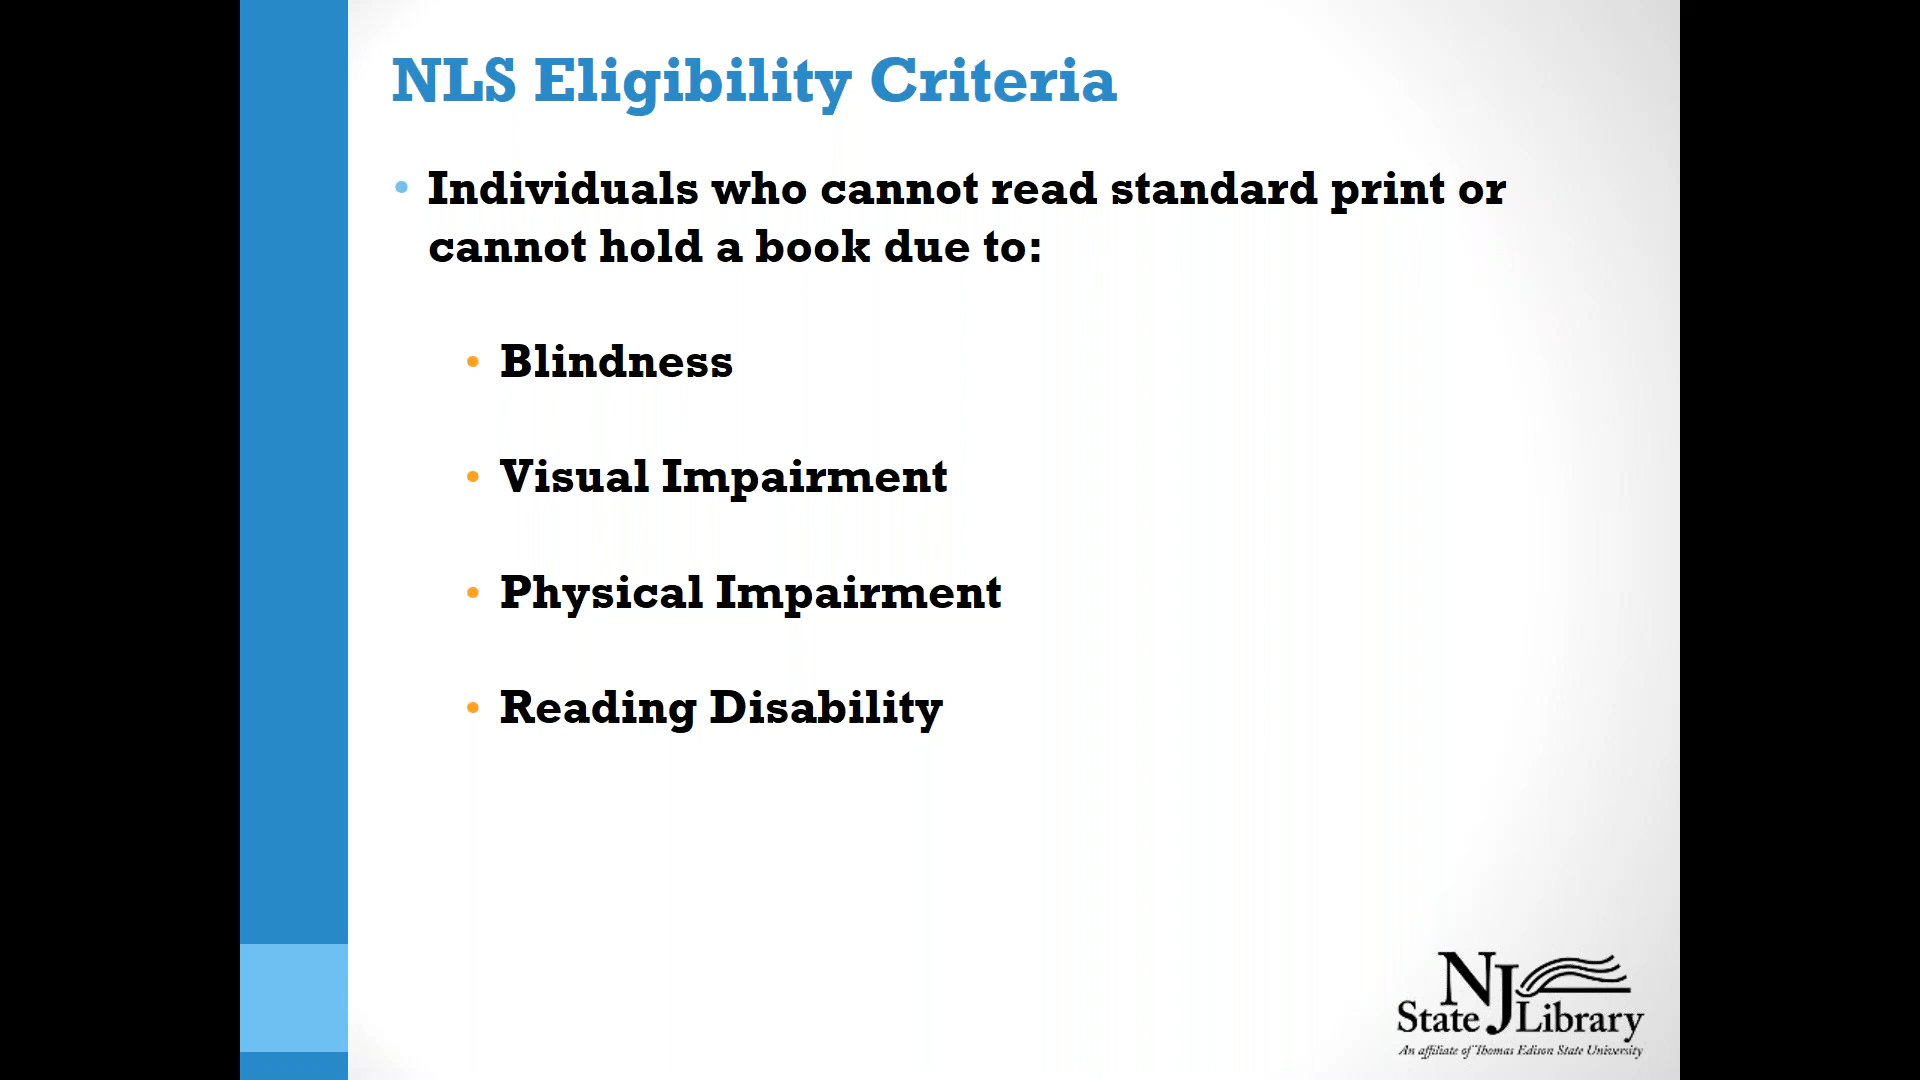 NLS Eligibility Criteria
• Individuals who cannot read standard print or
cannot hold a book due to:
• Blindness
• Visual Impairment
• Physical Impairment
• Reading Disability
NJ
State Library
An affiliate of Thomas Edison State University